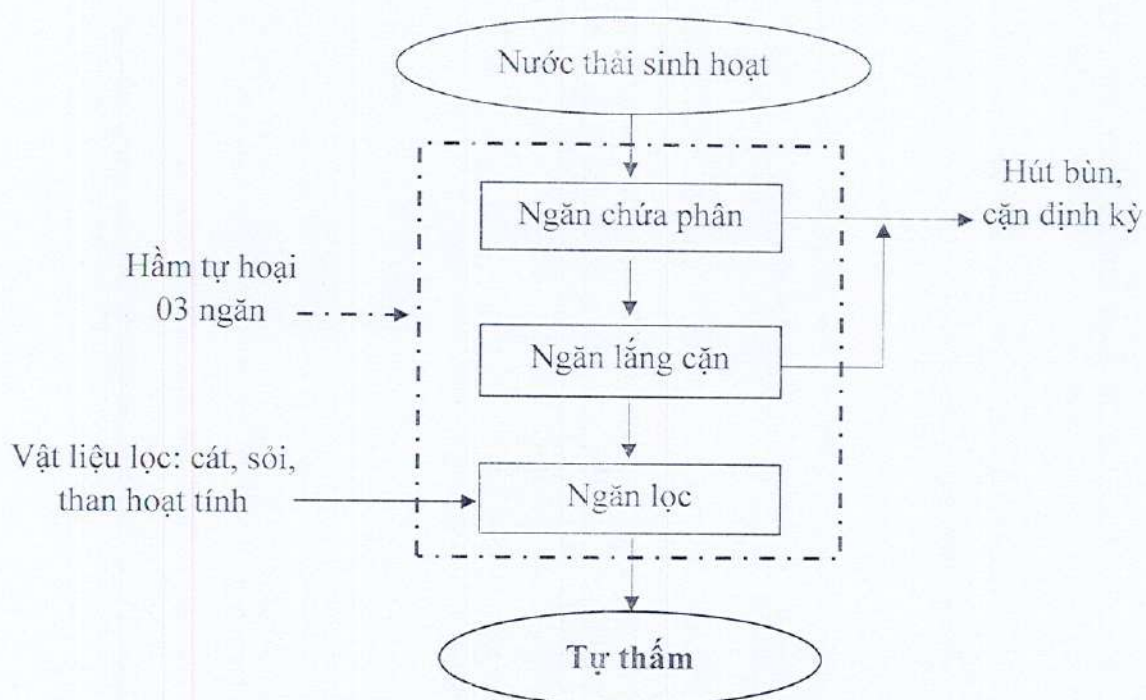 Nước thải sinh hoạt
Ngăn chứa phân
Hút bùn,
cặn định kỳ
Hầm tự hoại
03 ngăn
Ngăn lắng cặn
Vật liệu lọc: cát, sỏi,
than hoạt tính
Ngăn lọc
Tự thấm